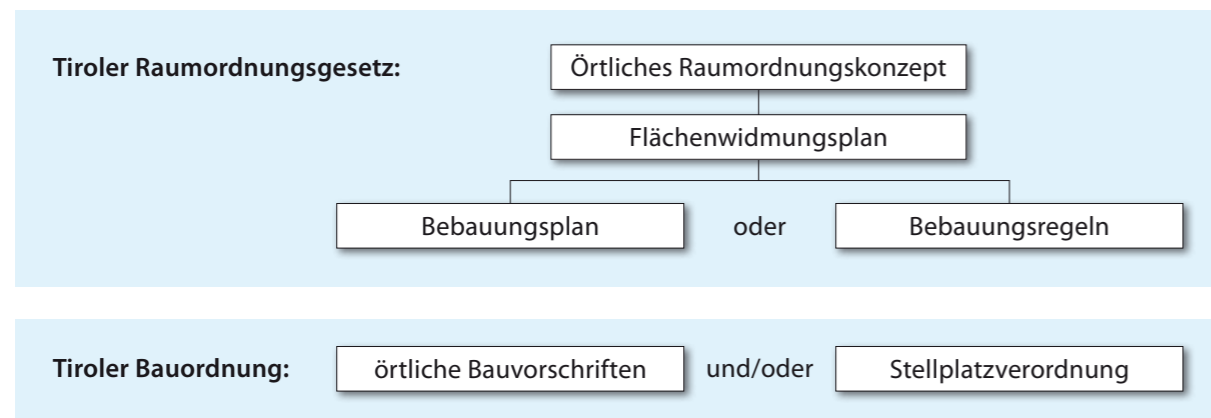 Tiroler Raumordnungsgesetz: Örtliches Raumordnungskonzept
Flächenwidmungsplan
Bebauungsplan oder Bebauungsregeln
Tiroler Bauordnung: örtliche Bauvorschriften und/oder Stellplatzverordnung